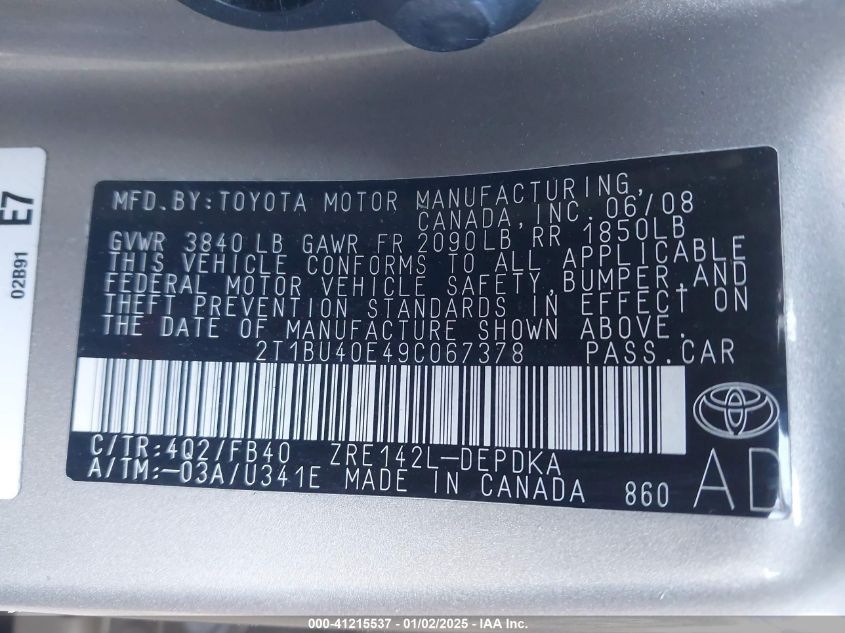 MFD.BY:TOYOTA MOTOR MANUFACTURING,
CANADA,INC. 06/08
GVWR 3840 LB GAWR FR 2090LB RR 1850LB
THIS VEHICLE CONFORMS TO ALL APPLICABLE
FEDERAL MOTOR VEHICLE SAFETY,BUMPER,AND
THEFT PREVENTION STANDARDS IN EFFECT ON
THE DATE OF MANUFACTURE SHOWN ABOVE.
2T1BU40E49C067378 PASS.CAR
C/TR:4Q2/FB40 ZRE142L-DEPDKA
A/TM:-03A/U341E MADE IN CANADA 860
AD
E7
02B91
000-41215537 - 01/02/2025 - © IAA, Inc.